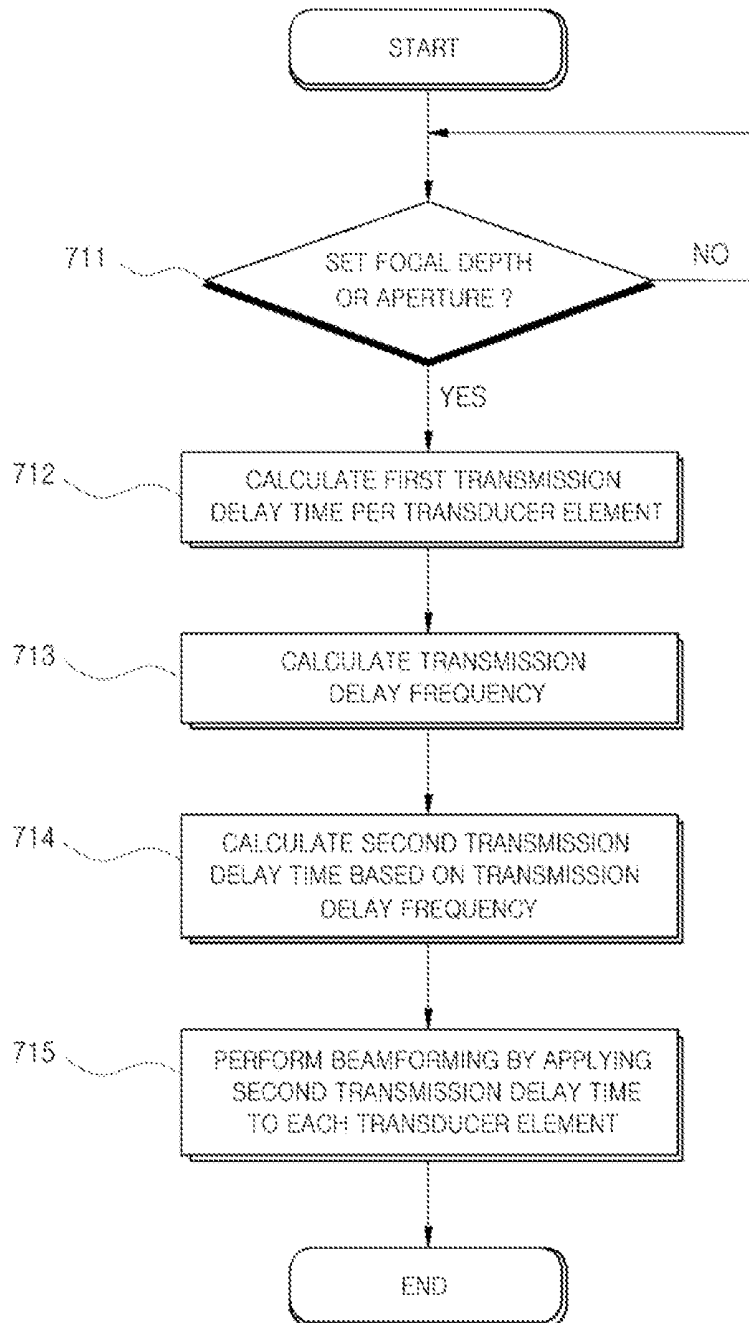 START
711
SET FOCAL DEPTH
OR APERTURE ?
NO
YES
712
CALCULATE FIRST TRANSMISSION
DELAY TIME PER TRANSDUCER ELEMENT
713
CALCULATE TRANSMISSION
DELAY FREQUENCY
714
CALCULATE SECOND TRANSMISSION
DELAY TIME BASED ON TRANSMISSION
DELAY FREQUENCY
715
PERFORM BEAMFORMING BY APPLYING
SECOND TRANSMISSION DELAY TIME
TO EACH TRANSDUCER ELEMENT
END